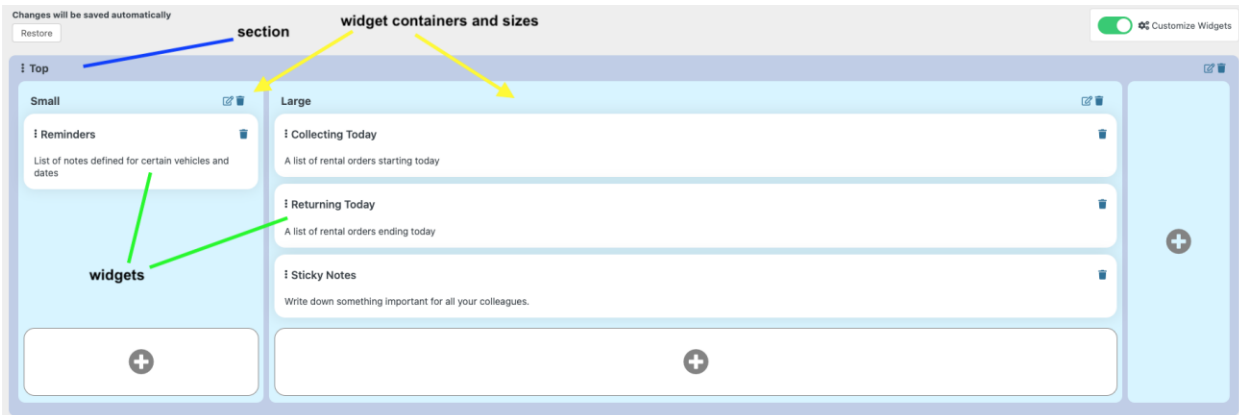 Changes will be saved automatically
Restore
section
widget containers and sizes
Customize Widgets
Top
Small
Large
Reminders
List of notes defined for certain vehicles and
dates
Collecting Today
A list of rental orders starting today
Returning Today
A list of rental orders ending today
widgets
Sticky Notes
Write down something important for all your colleagues.